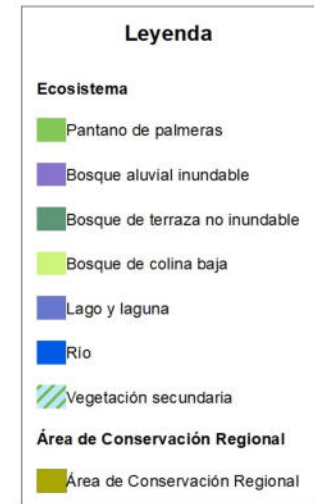 Leyenda
Ecosistema
Pantano de palmeras
Bosque aluvial inundable
Bosque de terraza no inundable
Bosque de colina baja
Lago y laguna
Río
Vegetación secundaria
Área de Conservación Regional
Área de Conservación Regional